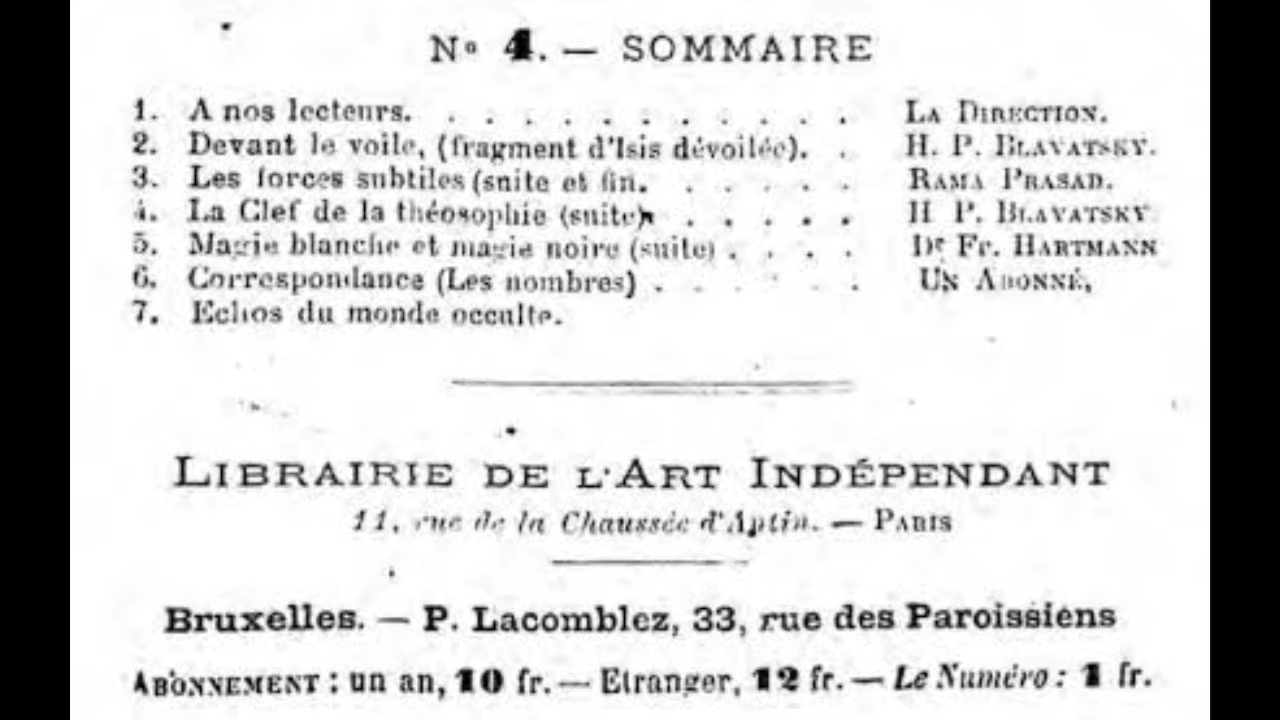 Nº 4. — SOMMAIRE
1. A nos lecteurs. . . . . . . . . . . . LA DIRECTION.
2. Devant le voile, (fragment d'Isis dévoilée). . H. P. BLAVATSKY.
3. Les forces subtiles (suite et fin. . . . . . RAMA PRASAD.
4. La Clef de la théosophie (suite) . . . . . H P. BLAVATSKY
5. Magie blanche et magie noire (suite) . . . . Dr Fr. HARTMANN
6. Correspondance (Les nombres) . . . . . . UN ABONNÉ,
7. Echos du monde occulte.
LIBRAIRIE DE L'ART INDÉPENDANT
11, rue de la Chaussée d'Antin. — PARIS
Bruxelles. — P. Lacomblez, 33, rue des Paroissiens
ABONNEMENT : un an, 10 fr. — Etranger, 12 fr. — Le Numéro : 1 fr.